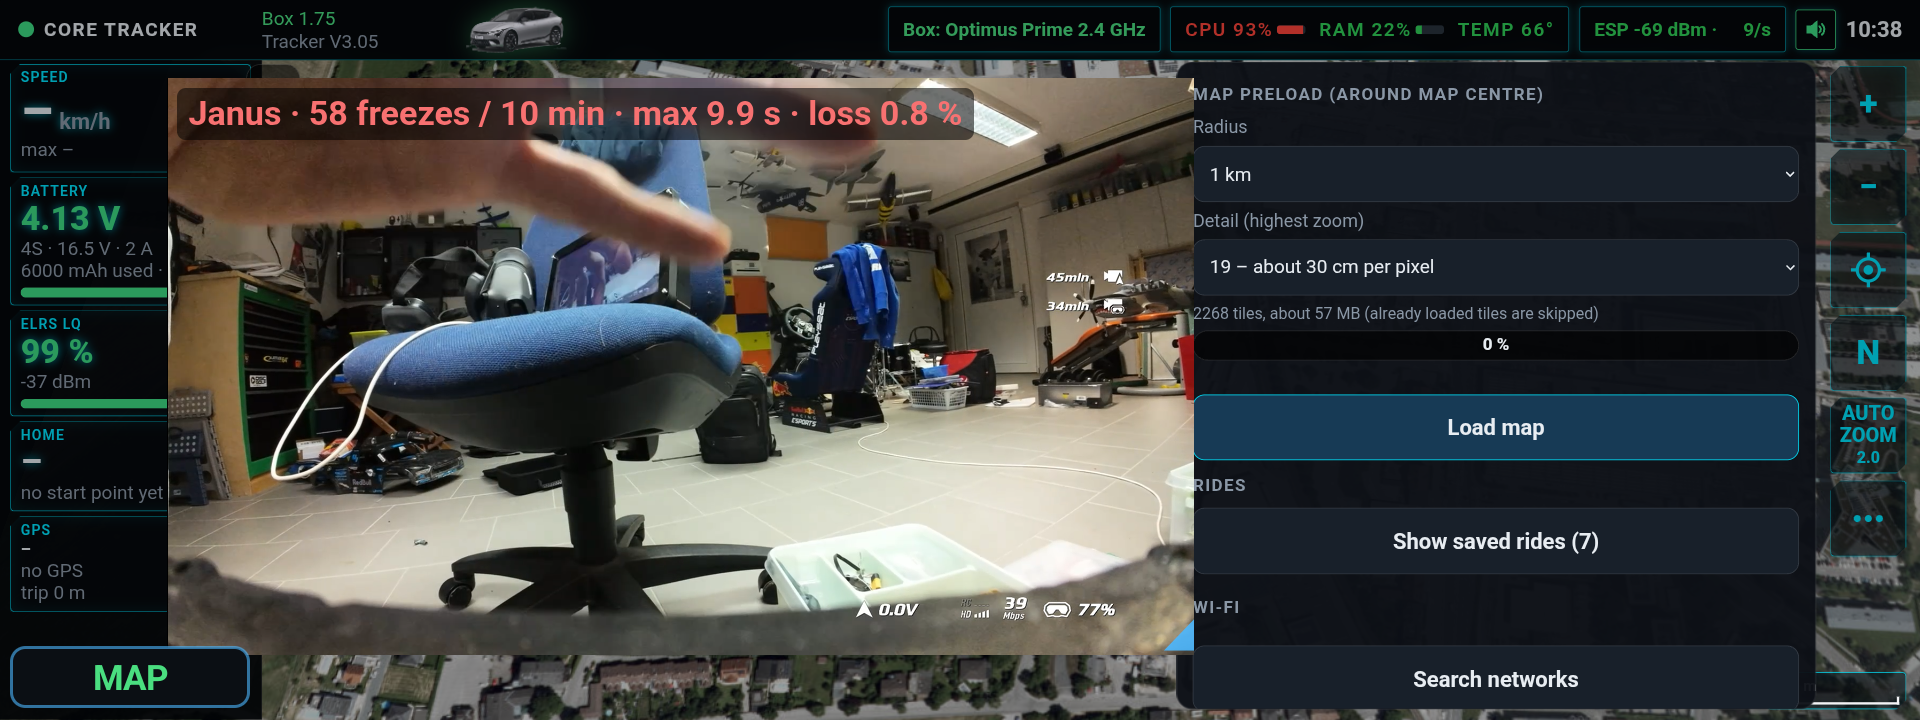 CORE TRACKER
Box 1.75
Tracker V3.05
Box: Optimus Prime 2.4 GHz
CPU 93% RAM 22% TEMP 66°
ESP -69 dBm · 9/s
10:38
SPEED
– km/h
max –
BATTERY
4.13 V
4S · 16.5 V · 2 A
6000 mAh used ·
ELRS LQ
99 %
-37 dBm
HOME
–
no start point yet
GPS
–
no GPS
trip 0 m
MAP
Janus · 58 freezes / 10 min · max 9.9 s · loss 0.8 %
45min
34min
PLAYSEAT
RACING
ESPORTS
RedBull
0.0V
HD
39
Mbps
77%
MAP PRELOAD (AROUND MAP CENTRE)
Radius
1 km
Detail (highest zoom)
19 – about 30 cm per pixel
2268 tiles, about 57 MB (already loaded tiles are skipped)
0 %
Load map
RIDES
Show saved rides (7)
WI-FI
Search networks
+
−
N
AUTO
ZOOM
2.0